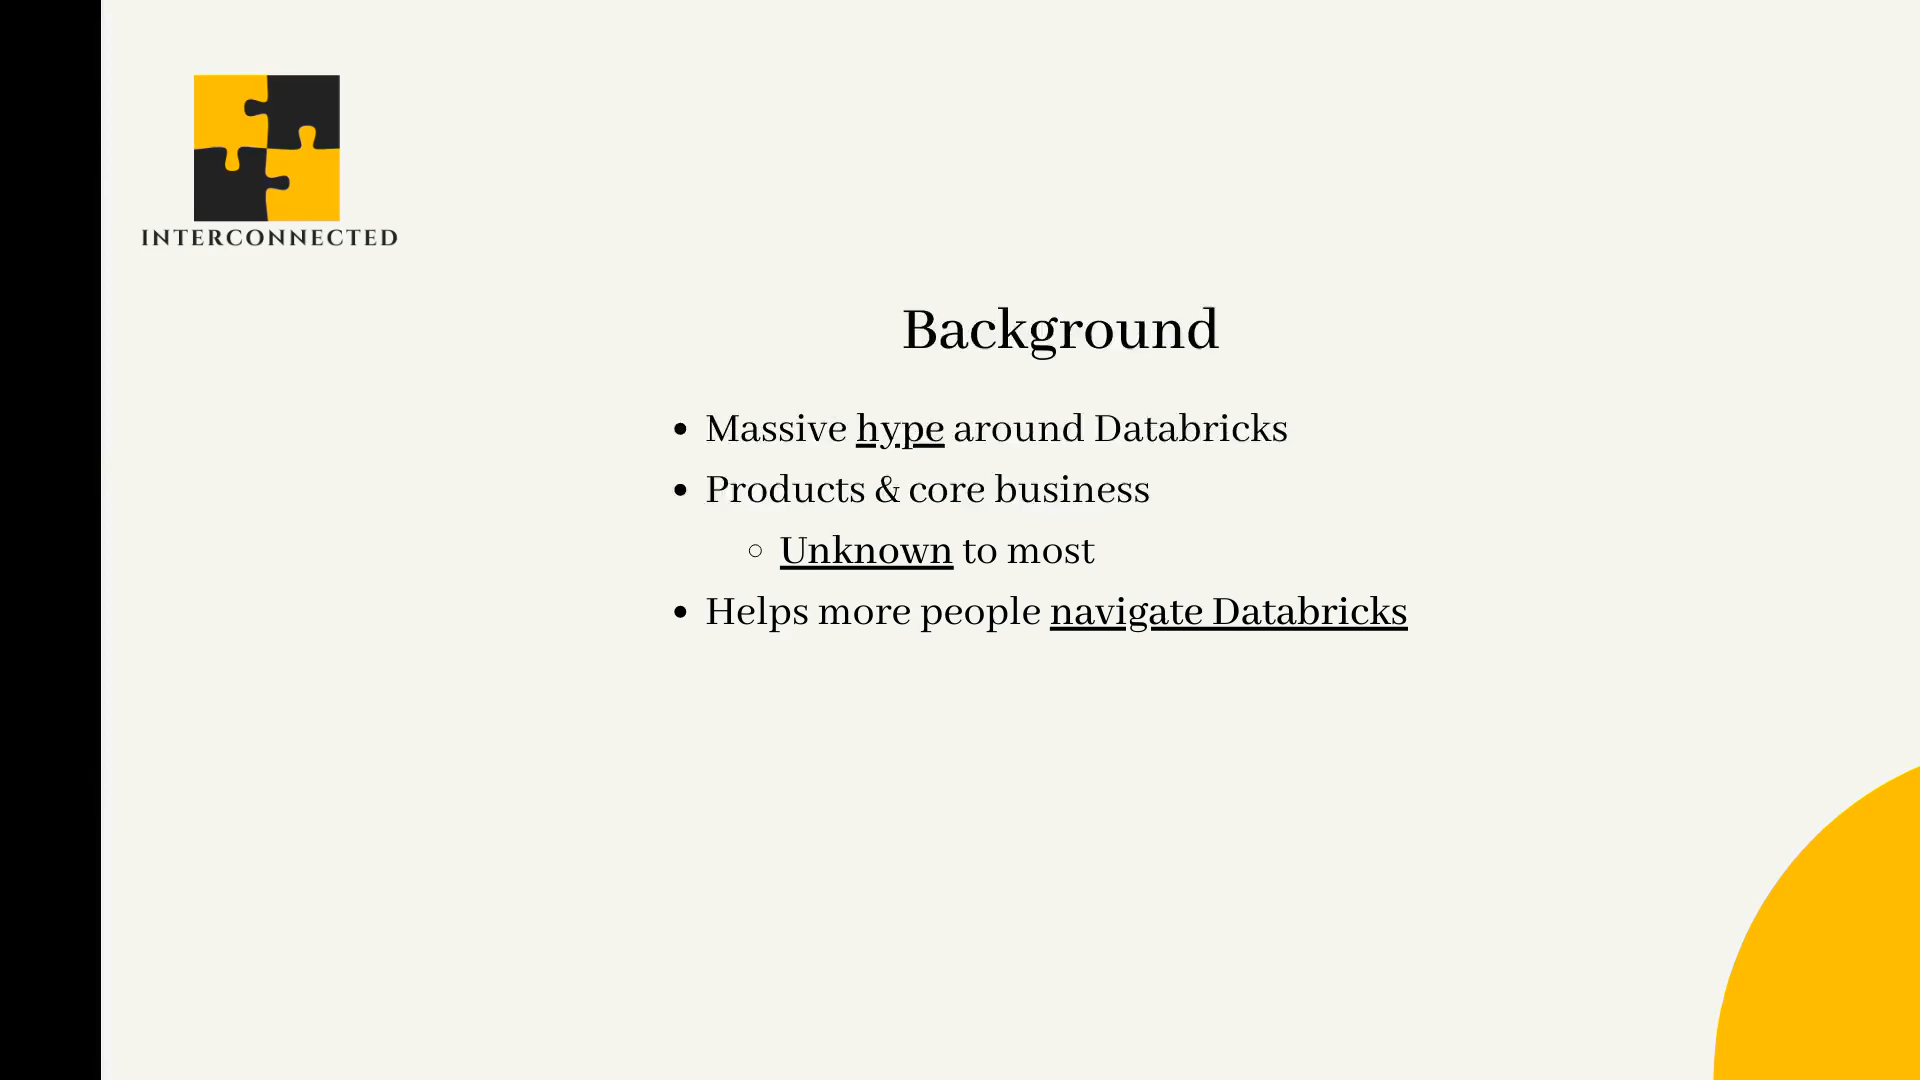 INTERCONNECTED
Background
• Massive hype around Databricks
• Products & core business
◦ Unknown to most
• Helps more people navigate Databricks